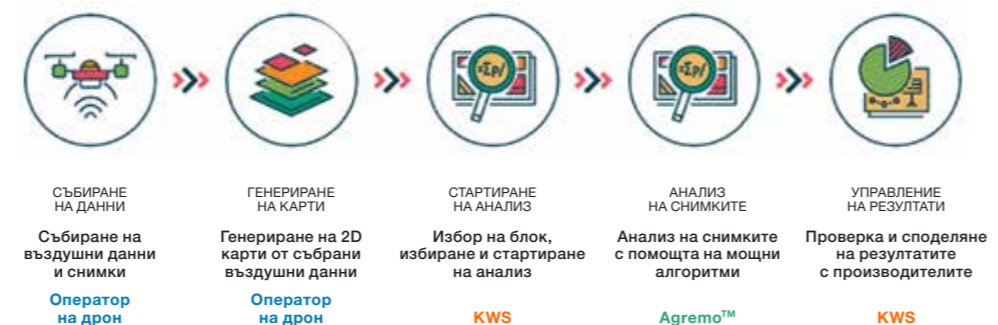 СЪБИРАНЕ
НА ДАННИ
Събиране на
въздушни данни
и снимки
Оператор
на дрон
ГЕНЕРИРАНЕ
НА КАРТИ
Генериране на 2D
карти от събрани
въздушни данни
Оператор
на дрон
СТАРТИРАНЕ
НА АНАЛИЗ
Избор на блок,
избиране и стартиране
на анализ
KWS
АНАЛИЗ
НА СНИМКИТЕ
Анализ на снимките
с помощта на мощни
алгоритми
Agremo™
УПРАВЛЕНИЕ
НА РЕЗУЛТАТИ
Проверка и споделяне
на резултатите
с производителите
KWS